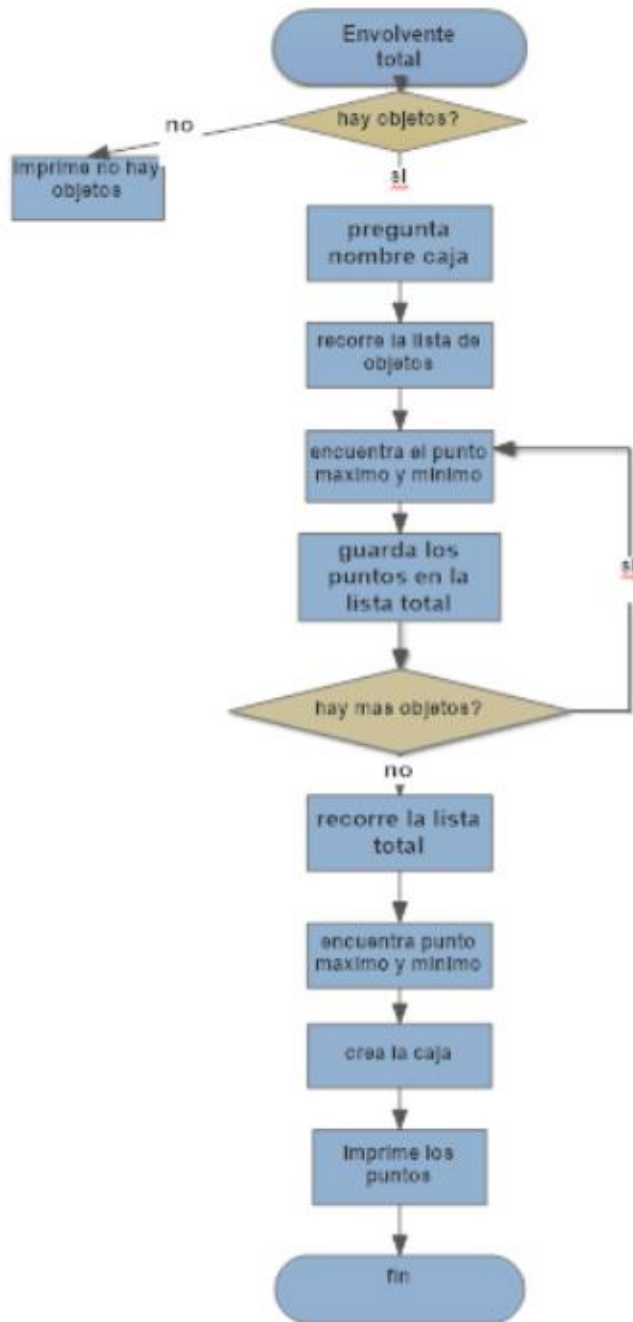 Envolvente
total
hay objetos?
no
imprime no hay
objetos
si
pregunta
nombre caja
recorre la lista de
objetos
encuentra el punto
maximo y minimo
guarda los
puntos en la
lista total
si
hay mas objetos?
no
recorre la lista
total
encuentra punto
maximo y minimo
crea la caja
imprime los
puntos
fin